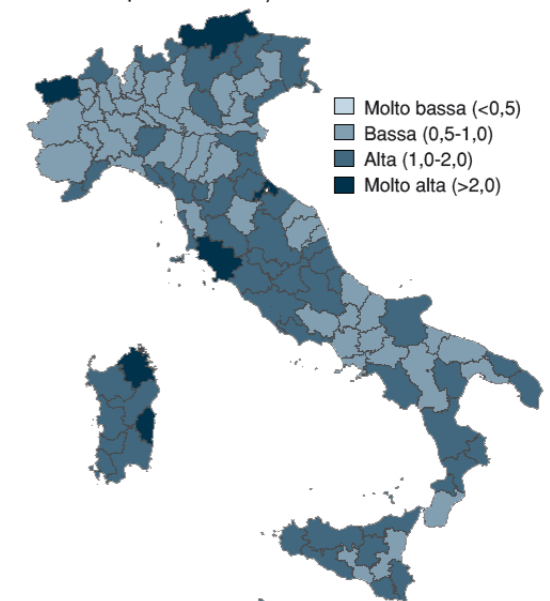 Molto bassa (<0,5)
Bassa (0,5-1,0)
Alta (1,0-2,0)
Molto alta (>2,0)